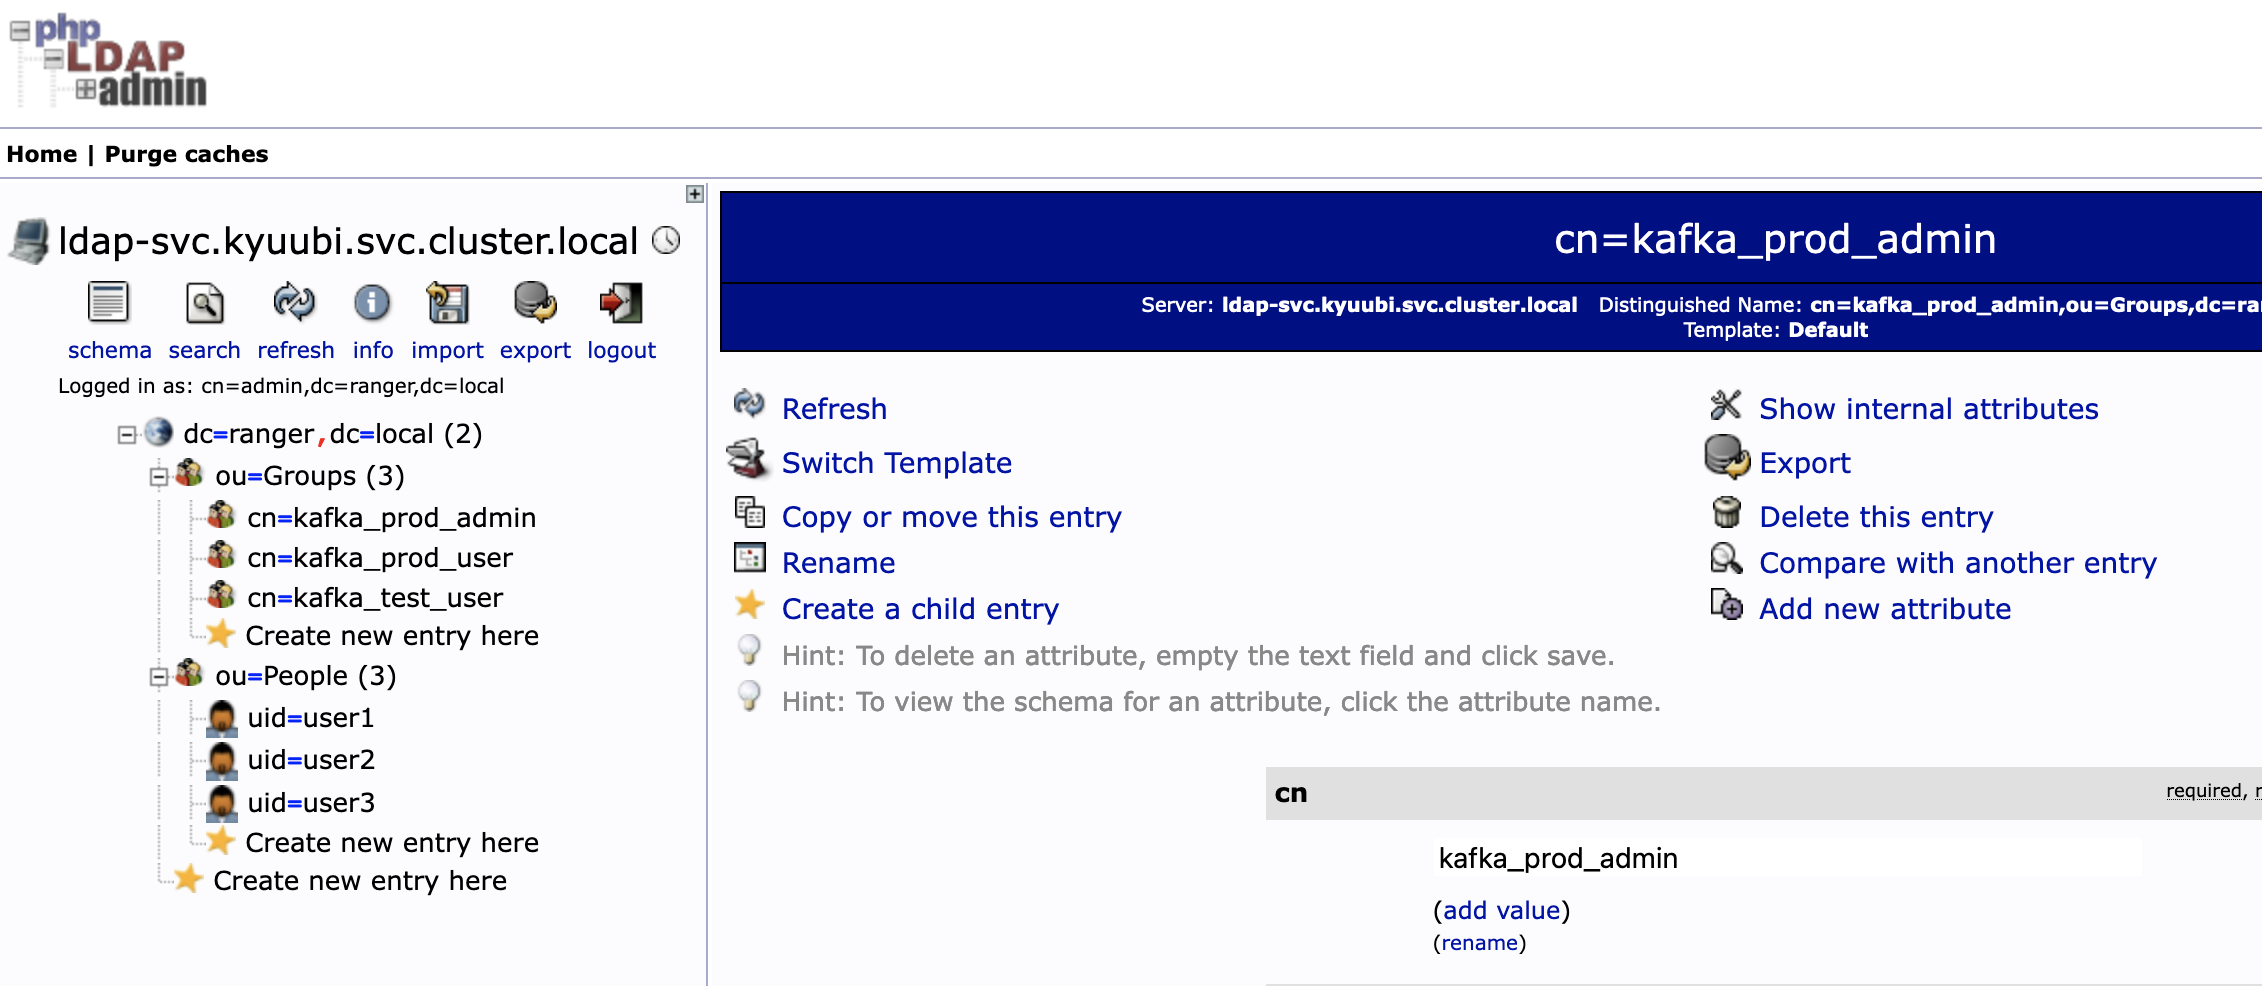 php
LDAP
admin
Home | Purge caches
ldap-svc.kyuubi.svc.cluster.local
schema search refresh info import export logout
Logged in as: cn=admin,dc=ranger,dc=local
dc=ranger,dc=local (2)
ou=Groups (3)
cn=kafka_prod_admin
cn=kafka_prod_user
cn=kafka_test_user
Create new entry here
ou=People (3)
uid=user1
uid=user2
uid=user3
Create new entry here
Create new entry here
cn=kafka_prod_admin
Server: ldap-svc.kyuubi.svc.cluster.local Distinguished Name: cn=kafka_prod_admin,ou=Groups,dc=ra
Template: Default
Refresh
Show internal attributes
Switch Template
Export
Copy or move this entry
Delete this entry
Rename
Compare with another entry
Create a child entry
Add new attribute
Hint: To delete an attribute, empty the text field and click save.
Hint: To view the schema for an attribute, click the attribute name.
cn required,
kafka_prod_admin
(add value)
(rename)